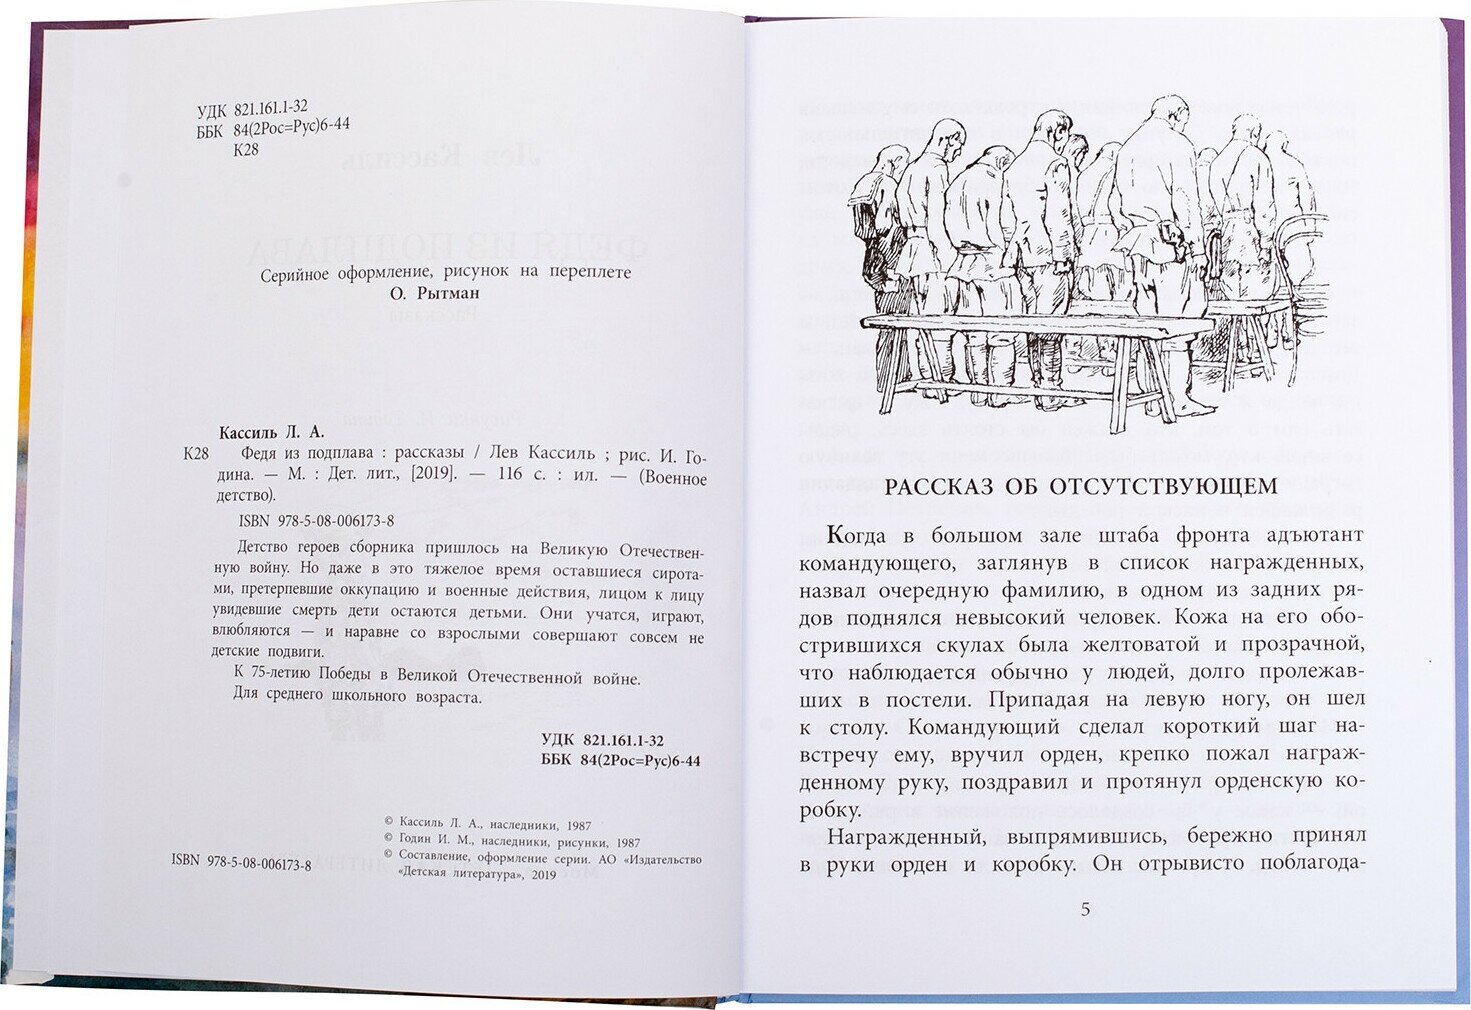 УДК 821.161.1-32
ББК 84(2Рос=Рус)6-44
К28
Серийное оформление, рисунок на переплете
О. Рытман
Кассиль Л. А.
К28 Федя из подплава : рассказы / Лев Кассиль ; рис. И. Го-
дина. — М. : Дет. лит., [2019]. — 116 с. : ил. — (Военное
детство).
ISBN 978-5-08-006173-8
Детство героев сборника пришлось на Великую Отечествен-
ную войну. Но даже в это тяжелое время оставшиеся сирота-
ми, претерпевшие оккупацию и военные действия, лицом к лицу
увидевшие смерть дети остаются детьми. Они учатся, играют,
влюбляются — и наравне со взрослыми совершают совсем не
детские подвиги.
К 75-летию Победы в Великой Отечественной войне.
Для среднего школьного возраста.
УДК 821.161.1-32
ББК 84(2Рос=Рус)6-44
© Кассиль Л. А., наследники, 1987
© Годин И. М., наследники, рисунки, 1987
© Составление, оформление серии. АО «Издательство
«Детская литература», 2019
ISBN 978-5-08-006173-8
РАССКАЗ ОБ ОТСУТСТВУЮЩЕМ
Когда в большом зале штаба фронта адъютант
командующего, заглянув в список награжденных,
назвал очередную фамилию, в одном из задних ря-
дов поднялся невысокий человек. Кожа на его обо-
стрившихся скулах была желтоватой и прозрачной,
что наблюдается обычно у людей, долго пролежав-
ших в постели. Припадая на левую ногу, он шел
к столу. Командующий сделал короткий шаг на-
встречу ему, вручил орден, крепко пожал награж-
денному руку, поздравил и протянул орденскую ко-
робку.
Награжденный, выпрямившись, бережно принял
в руки орден и коробку. Он отрывисто поблагода-
5